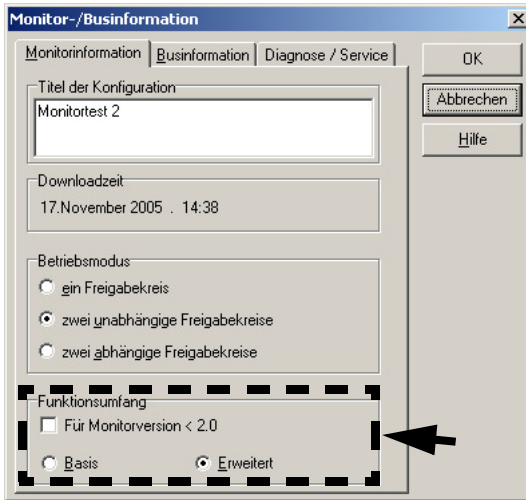 Monitor-/Businformation
Monitorinformation
Businformation
Diagnose / Service
OK
Abbrechen
Hilfe
Titel der Konfiguration
Monitortest 2
Downloadzeit
17.November 2005 . 14:38
Betriebsmodus
ein Freigabekreis
zwei unabhängige Freigabekreise
zwei abhängige Freigabekreise
Funktionsumfang
Für Monitorversion < 2.0
Basis
Erweitert